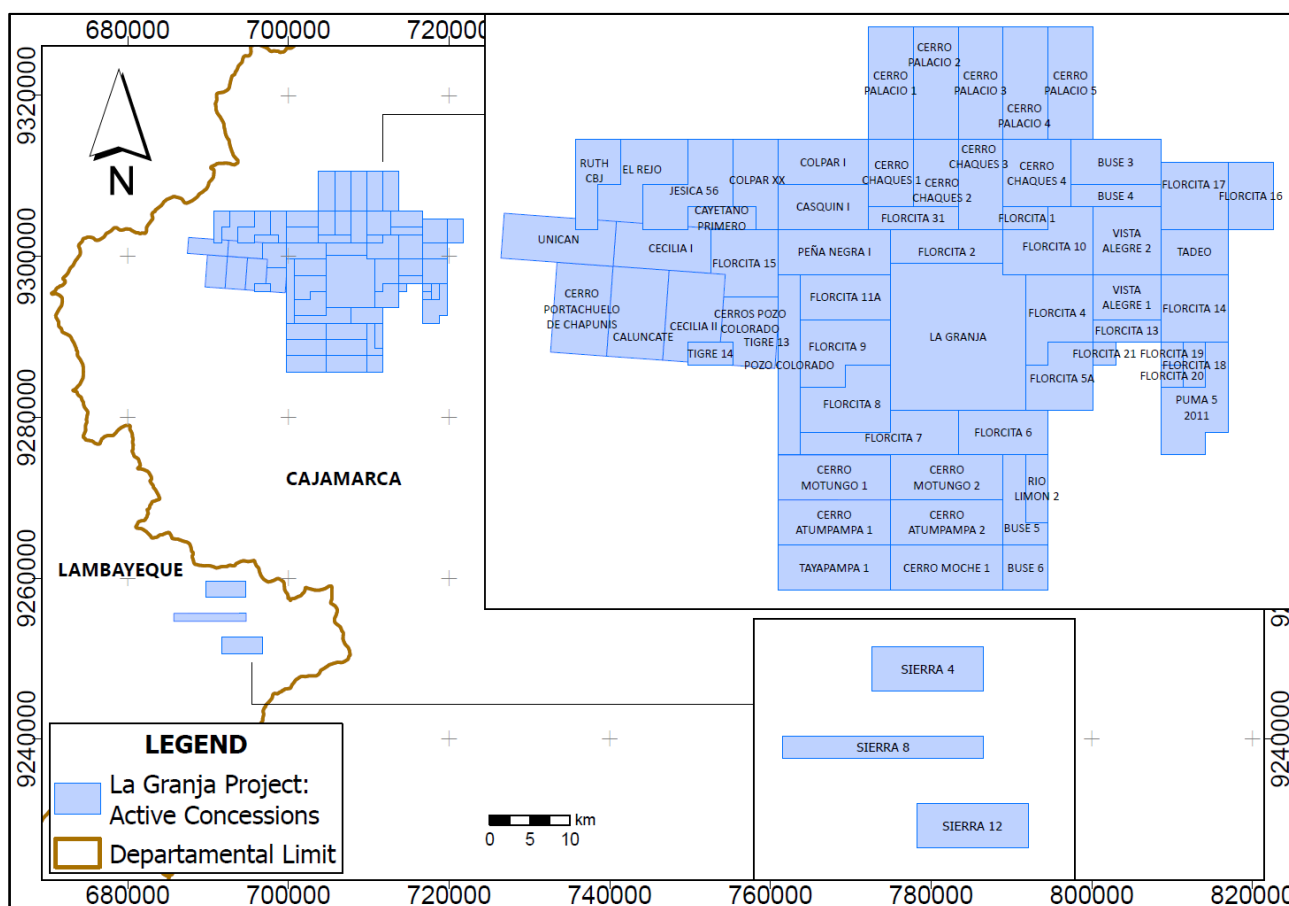 680000
700000
720000
9320000
9300000
9280000
9260000
9240000
N
CAJAMARCA
LAMBAYEQUE
CERRO
PALACIO 1
CERRO
PALACIO 2
CERRO
PALACIO 3
CERRO
PALACIO 4
CERRO
PALACIO 5
RUTH
CBJ
EL REJO
JESICA 56
COLPAR XX
COLPAR I
CERRO
CHAQUES 1
CERRO
CHAQUES 2
CERRO
CHAQUES 3
CERRO
CHAQUES 4
BUSE 3
BUSE 4
FLORCITA 17
FLORCITA 16
CAYETANO
PRIMERO
CASQUIN I
FLORCITA 31
FLORCITA 1
UNICAN
CECILIA I
FLORCITA 15
PEÑA NEGRA I
FLORCITA 2
FLORCITA 10
VISTA
ALEGRE 2
TADEO
CERRO
PORTACHUELO
DE CHAPUNIS
CALUNCATE
CECILIA II
CERROS POZO
COLORADO
TIGRE 13
TIGRE 14
POZO COLORADO
FLORCITA 11A
FLORCITA 9
FLORCITA 8
FLORCITA 7
LA GRANJA
FLORCITA 4
VISTA
ALEGRE 1
FLORCITA 13
FLORCITA 14
FLORCITA 21
FLORCITA 19
FLORCITA 18
FLORCITA 20
FLORCITA 5A
PUMA 5
2011
FLORCITA 6
CERRO
MOTUNGO 1
CERRO
MOTUNGO 2
RIO
LIMON 2
CERRO
ATUMPAMPA 1
CERRO
ATUMPAMPA 2
BUSE 5
TAYAPAMPA 1
CERRO MOCHE 1
BUSE 6
SIERRA 4
SIERRA 8
SIERRA 12
9240000
LEGEND
La Granja Project:
Active Concessions
Departamental Limit
km
0 5 10
680000
700000
720000
740000
760000
780000
800000
820000